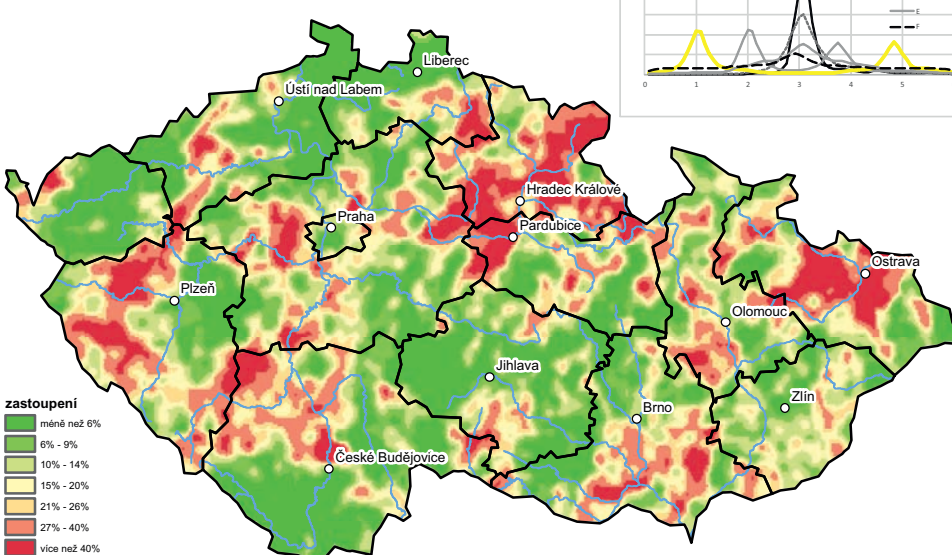 E
F
0 1 2 3 4 5
Liberec
Ústí nad Labem
Hradec Králové
Praha
Pardubice
Ostrava
Plzeň
Olomouc
Jihlava
Zlín
Brno
České Budějovice
zastoupení
méně než 6%
6% - 9%
10% - 14%
15% - 20%
21% - 26%
27% - 40%
více než 40%